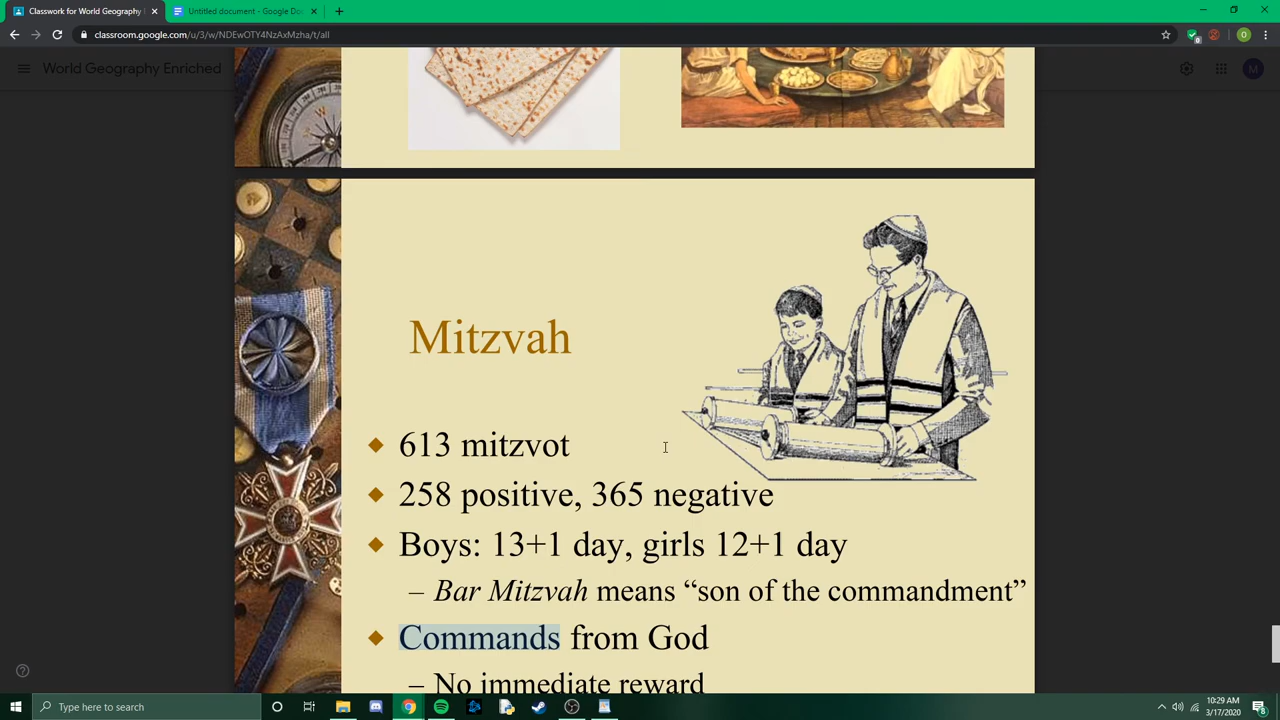 Classwork for World Geography
Untitled document - Google Doc
classroom.google.com/u/3/w/NDEwOTY4NzAxMzha/t/all
World Geography Enriched
M
Mitzvah
613 mitzvot
258 positive, 365 negative
Boys: 13+1 day, girls 12+1 day
– Bar Mitzvah means “son of the commandment”
Commands from God
– No immediate reward
Type here to search
10:29 AM
3/17/2020